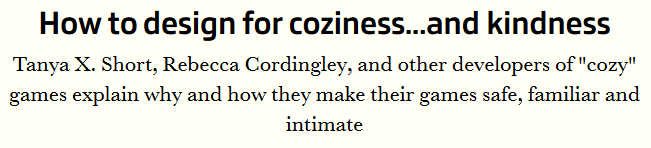 How to design for coziness...and kindness
Tanya X. Short, Rebecca Cordingley, and other developers of "cozy"
games explain why and how they make their games safe, familiar and
intimate